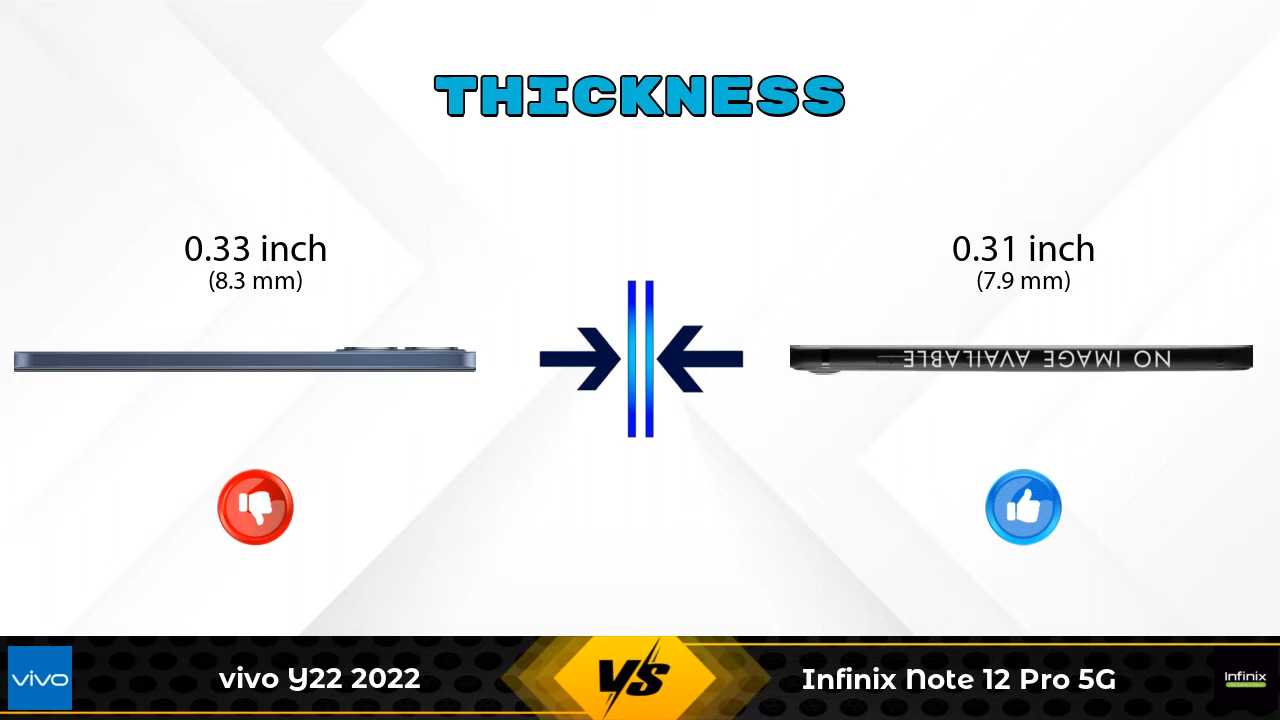 THICKNESS
0.33 inch
(8.3 mm)
0.31 inch
(7.9 mm)
NO IMAGE AVAILABLE
vivo
vivo Y22 2022
VS
Infinix Note 12 Pro 5G
Infinix